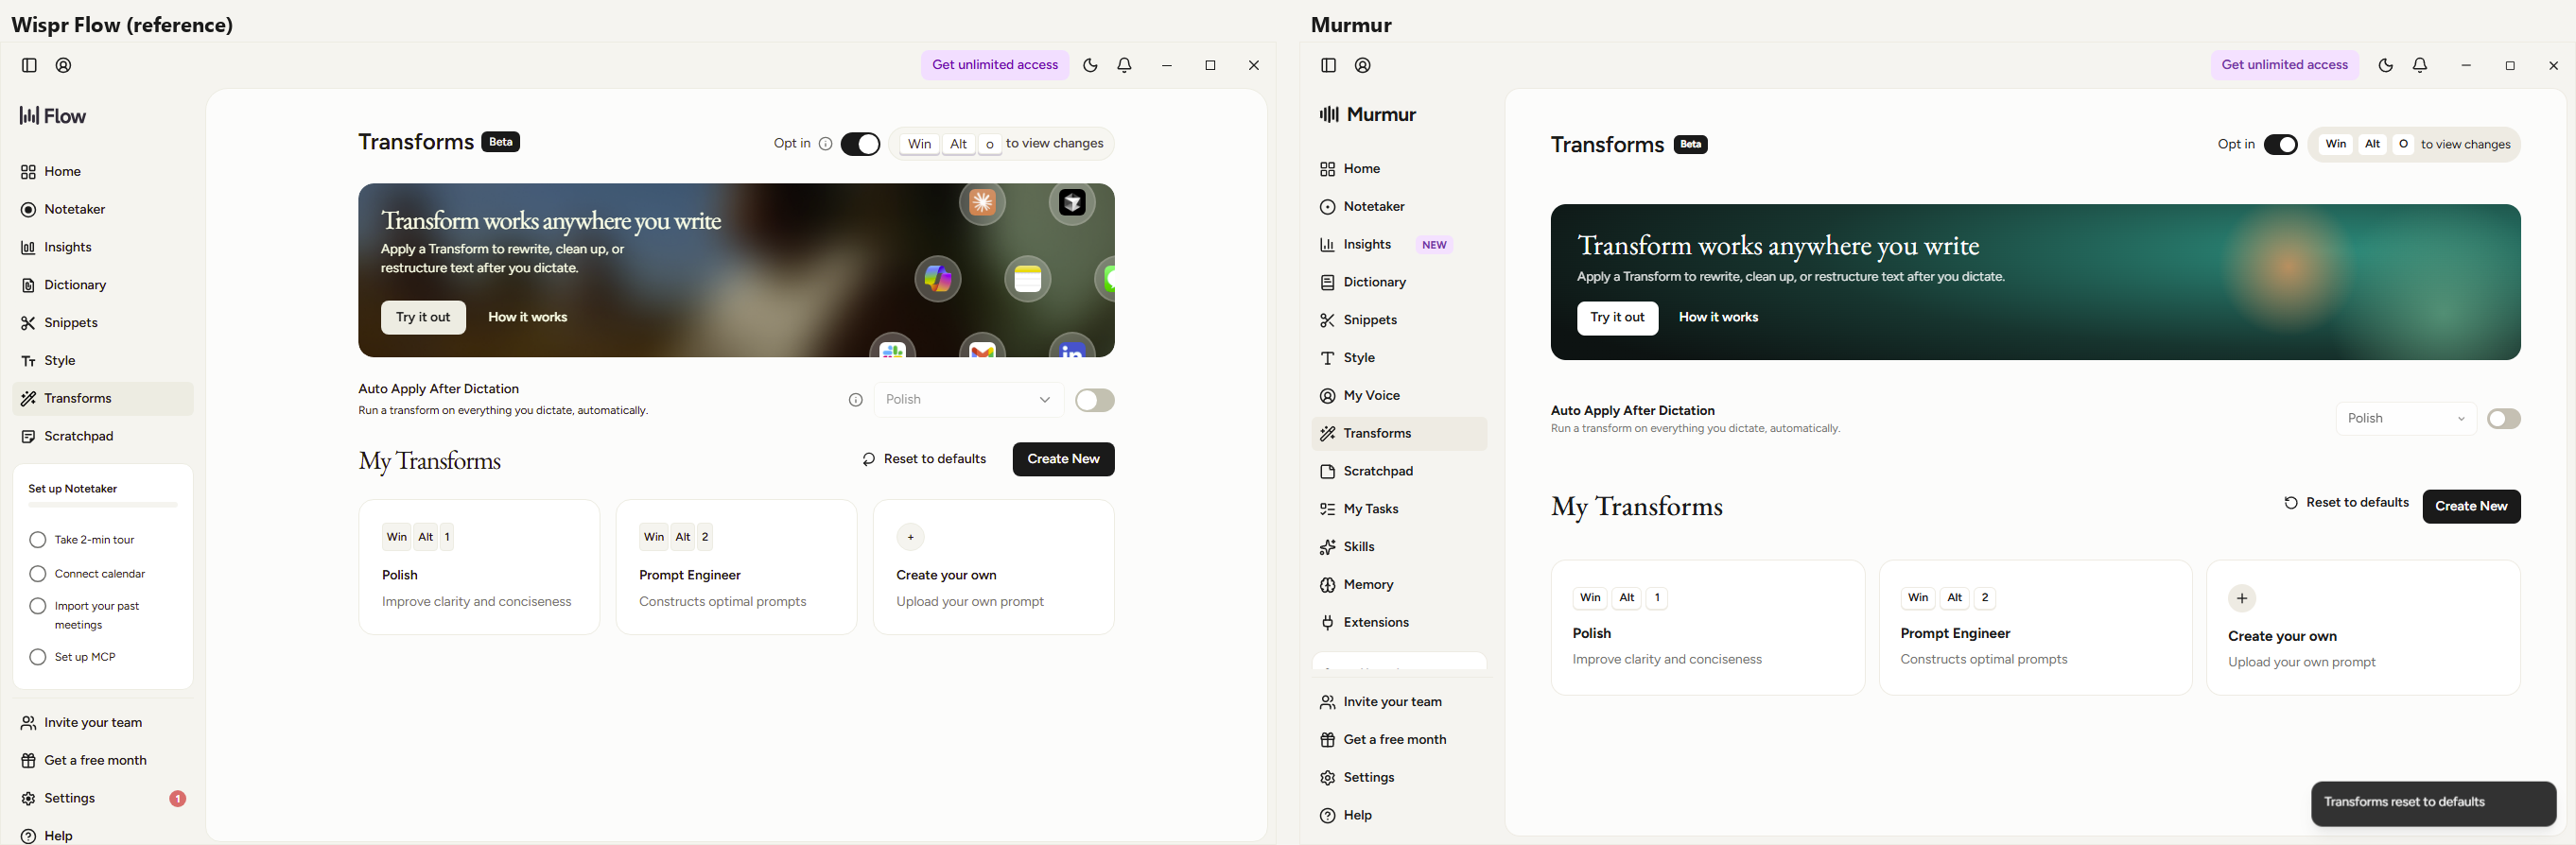 Wispr Flow (reference)
Get unlimited access
Flow
Home
Notetaker
Insights
Dictionary
Snippets
Style
Transforms
Scratchpad
Set up Notetaker
Take 2-min tour
Connect calendar
Import your past
meetings
Set up MCP
Invite your team
Get a free month
Settings 1
Help
Transforms Beta
Opt in Win Alt o to view changes
Transform works anywhere you write
Apply a Transform to rewrite, clean up, or
restructure text after you dictate.
Try it out How it works
Auto Apply After Dictation
Run a transform on everything you dictate, automatically.
Polish
My Transforms
Reset to defaults Create New
Win Alt 1
Polish
Improve clarity and conciseness
Win Alt 2
Prompt Engineer
Constructs optimal prompts
+
Create your own
Upload your own prompt
Murmur
Get unlimited access
Murmur
Home
Notetaker
Insights NEW
Dictionary
Snippets
Style
My Voice
Transforms
Scratchpad
My Tasks
Skills
Memory
Extensions
Invite your team
Get a free month
Settings
Help
Transforms Beta
Opt in Win Alt O to view changes
Transform works anywhere you write
Apply a Transform to rewrite, clean up, or restructure text after you dictate.
Try it out How it works
Auto Apply After Dictation
Run a transform on everything you dictate, automatically.
Polish
My Transforms
Reset to defaults Create New
Win Alt 1
Polish
Improve clarity and conciseness
Win Alt 2
Prompt Engineer
Constructs optimal prompts
+
Create your own
Upload your own prompt
Transforms reset to defaults